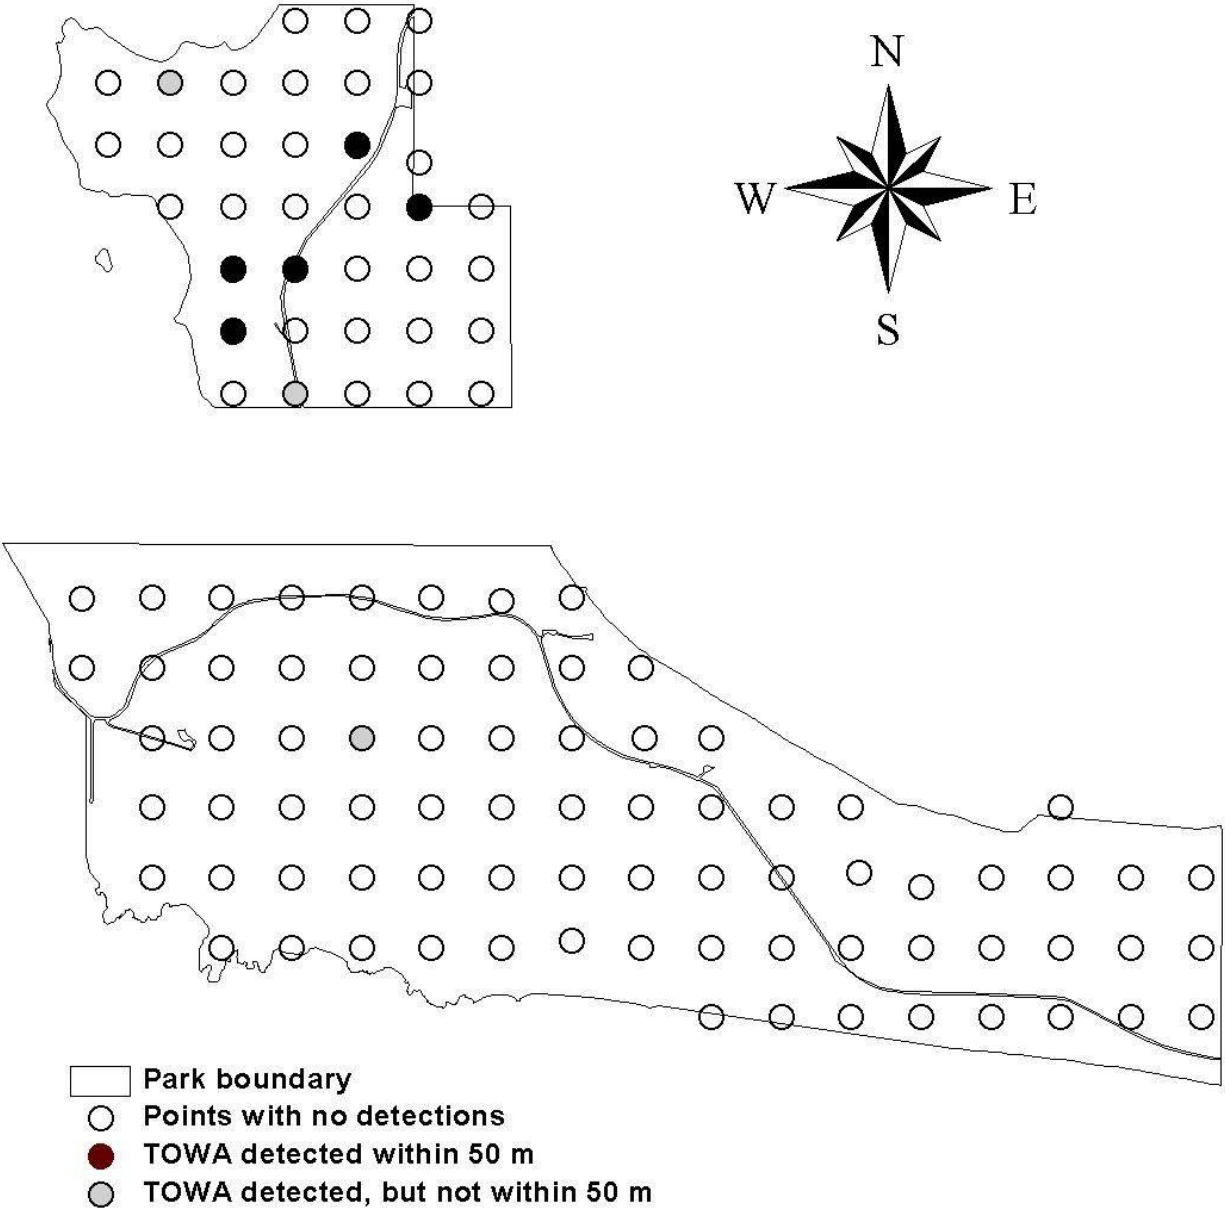 N
W E
S
Park boundary
Points with no detections
TOWA detected within 50 m
TOWA detected, but not within 50 m